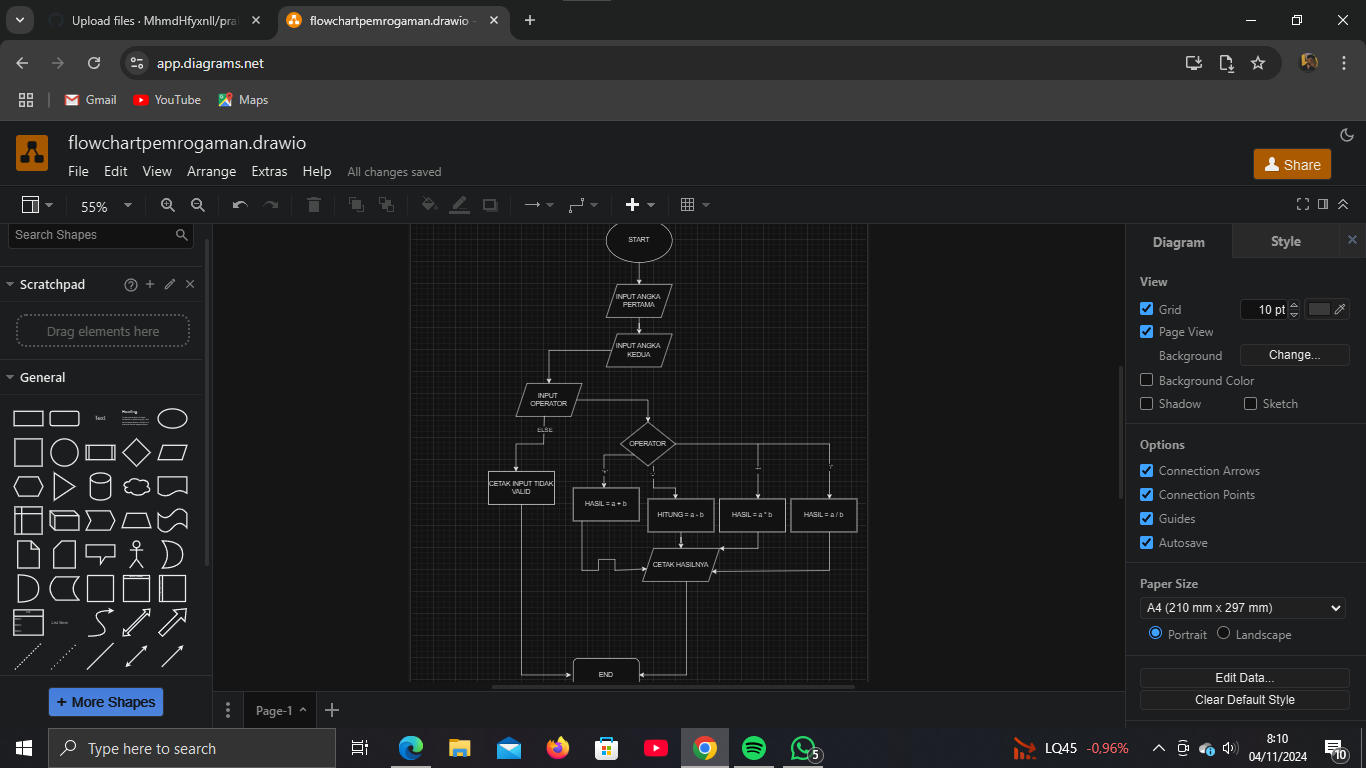 Upload files · MhmdHfyxnll/pral
flowchartpemrogaman.drawio -
app.diagrams.net
Gmail
YouTube
Maps
flowchartpemrogaman.drawio
File
Edit
View
Arrange
Extras
Help
All changes saved
Share
55%
Search Shapes
Scratchpad
Drag elements here
General
Text
Heading
List Item
+ More Shapes
START
INPUT ANGKA
PERTAMA
INPUT ANGKA
KEDUA
INPUT
OPERATOR
ELSE
OPERATOR
CETAK INPUT TIDAK
VALID
HASIL = a + b
HITUNG = a - b
HASIL = a * b
HASIL = a / b
CETAK HASILNYA
END
Page-1
Diagram
Style
View
Grid
10 pt
Page View
Background
Change...
Background Color
Shadow
Sketch
Options
Connection Arrows
Connection Points
Guides
Autosave
Paper Size
A4 (210 mm x 297 mm)
Portrait
Landscape
Edit Data...
Clear Default Style
Type here to search
5
LQ45
-0,96%
8:10
04/11/2024
10